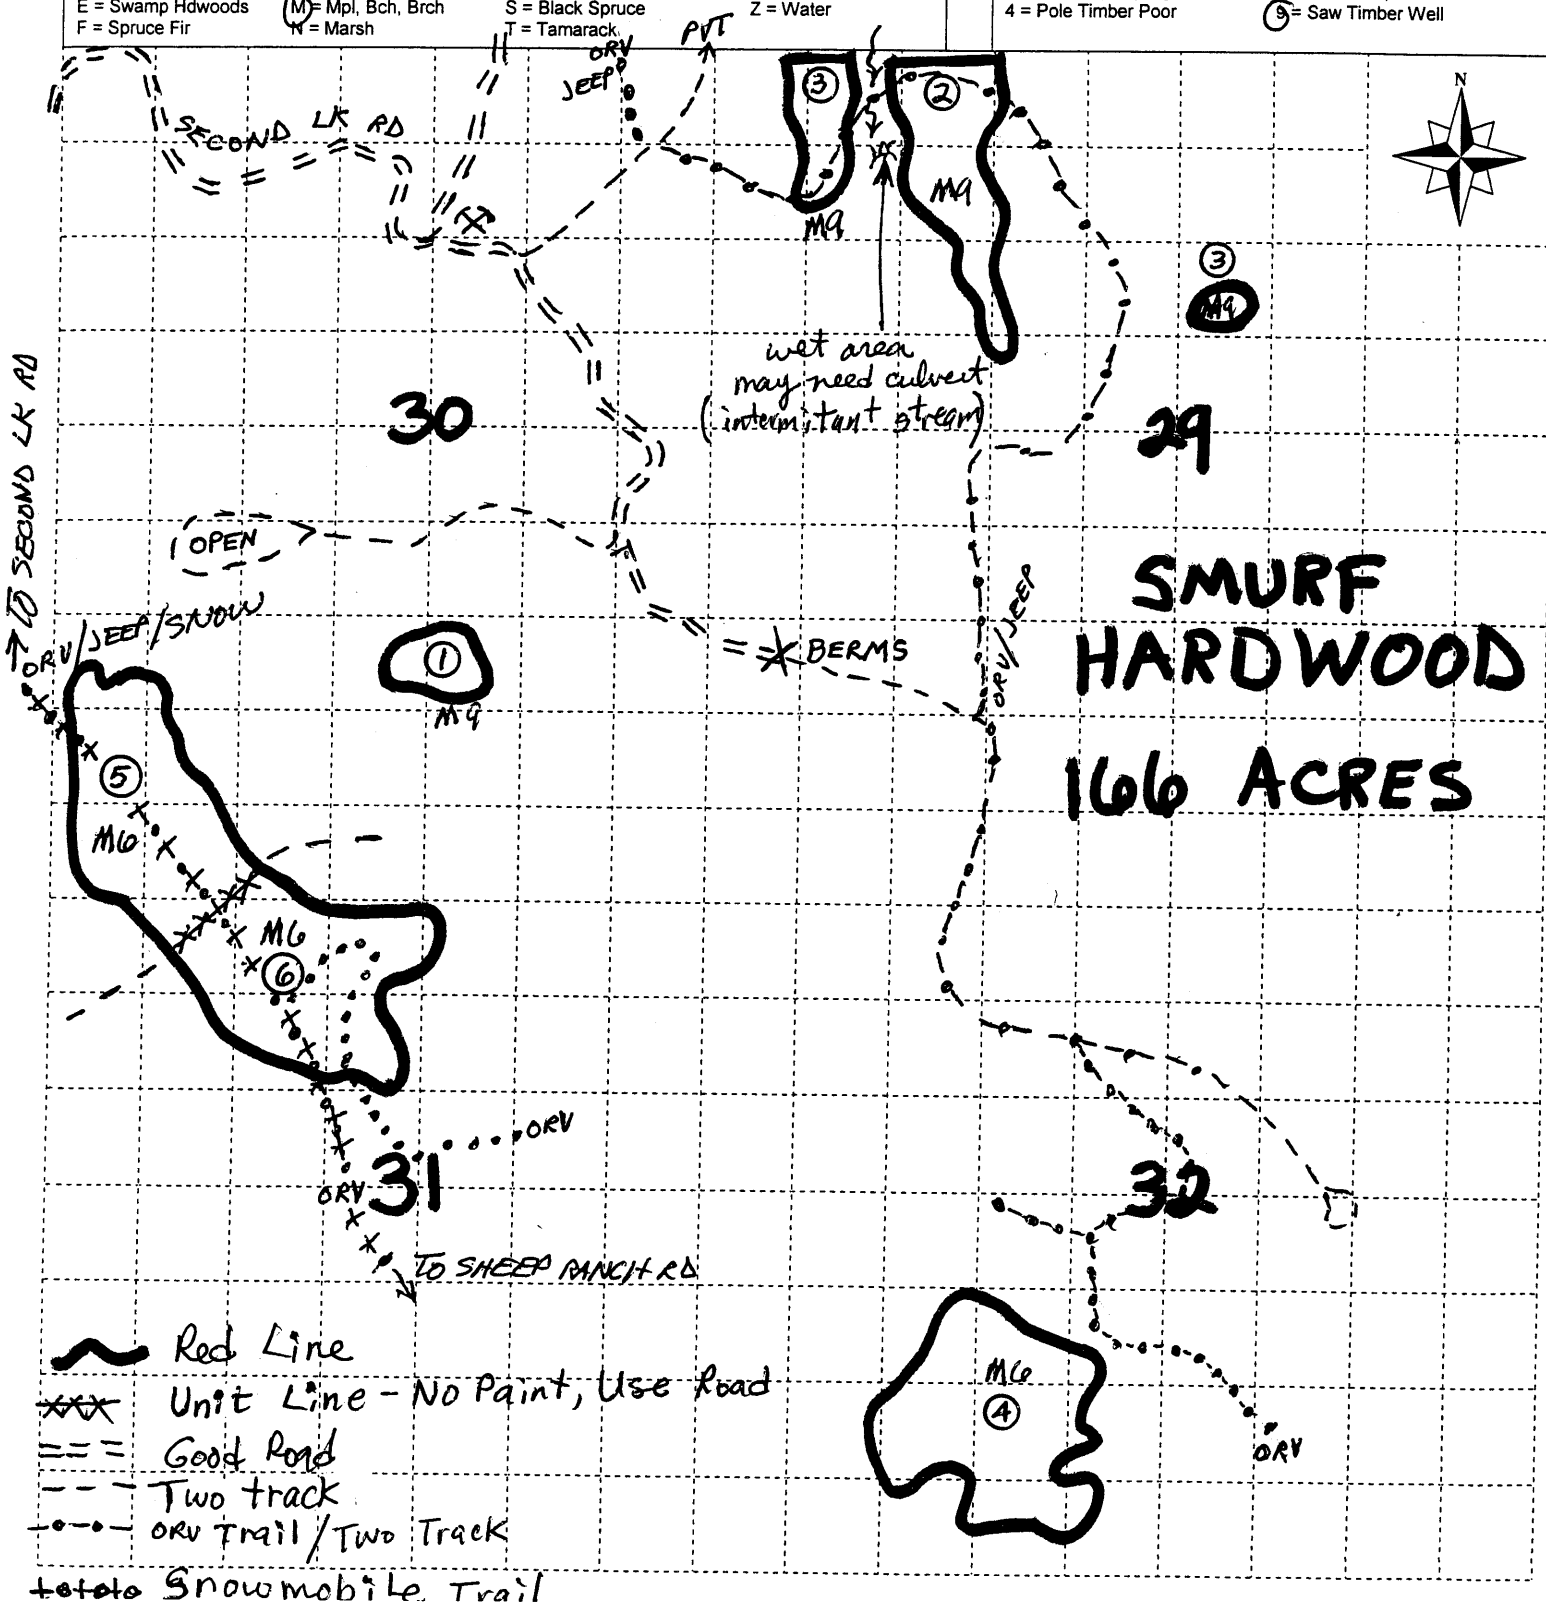 E = Swamp Hdwoods
M = Mpl, Bch, Brch
S = Black Spruce
Z = Water
4 = Pole Timber Poor
9 = Saw Timber Well
F = Spruce Fir
N = Marsh
T = Tamarack
N
ORV
JEEP
PVT
3
2
SECOND LK RD
M9
M9
3
M9
wet area
may need culvert
(intermitant stream)
30
29
TO SECOND LK RD
OPEN
ORV/JEEP/SNOW
ORV/JEEP
SMURF
HARDWOOD
166 ACRES
BERMS
1
M9
5
M6
M6
6
ORV
31
ORV
32
TO SHEEP RANCH RD
M6
4
ORV
Red Line
Unit Line - No Paint, Use Road
Good Road
Two track
ORV Trail / Two Track
Snowmobile Trail